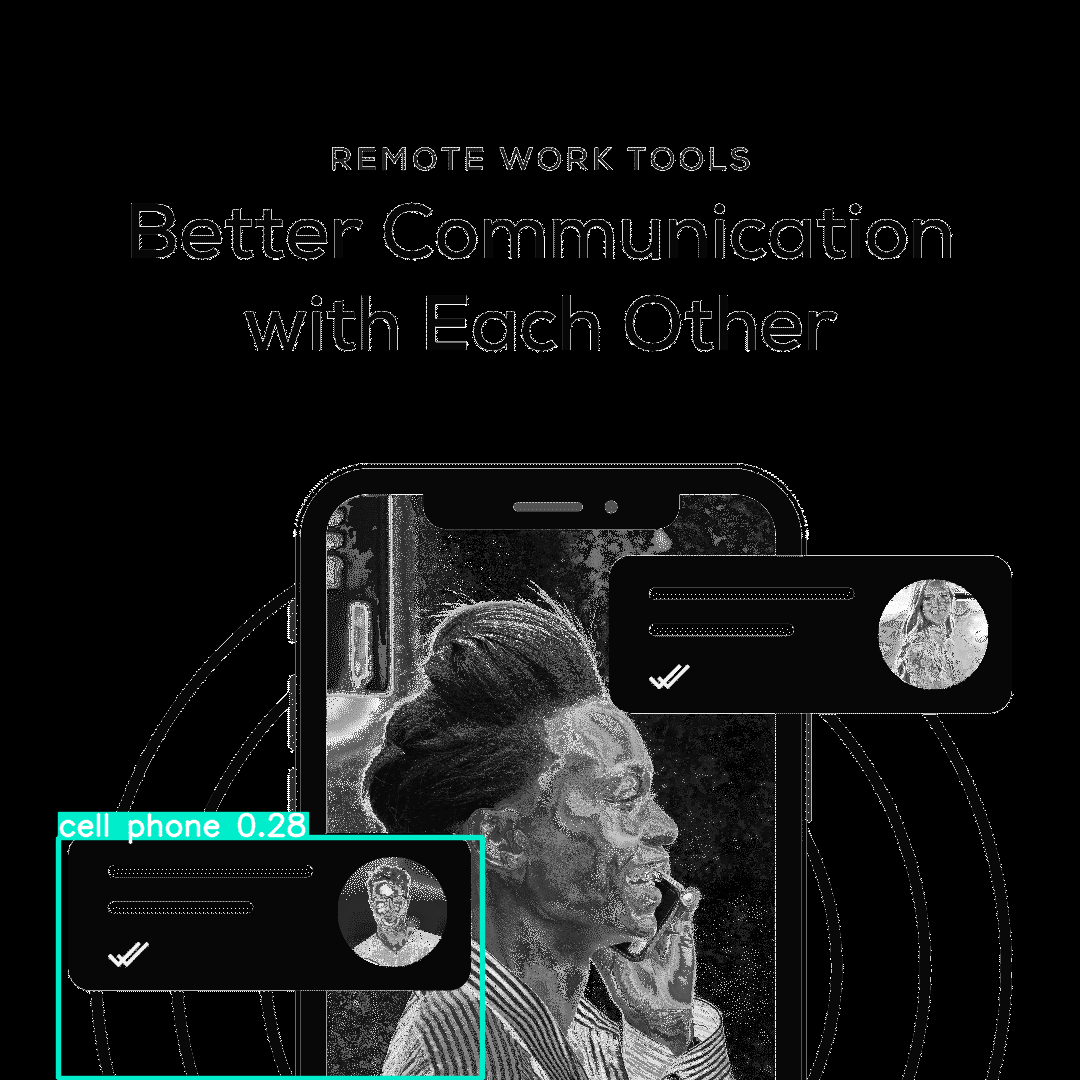 REMOTE WORK TOOLS
Better Communication
with Each Other
cell phone 0.28